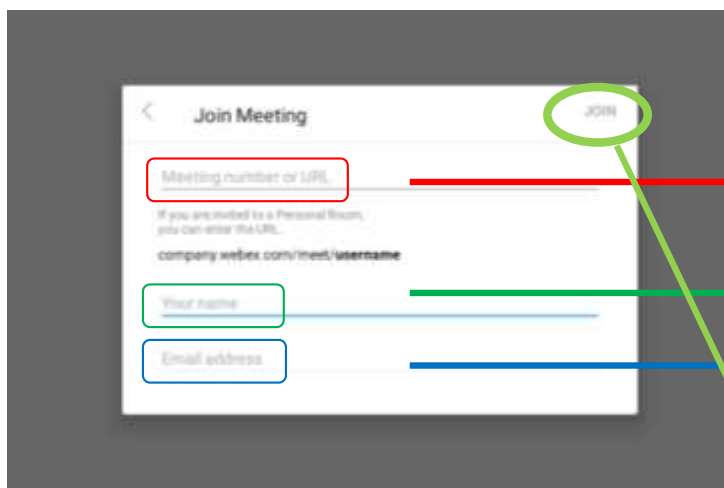 Join Meeting
JOIN
Meeting number or URL
If you are invited to a Personal Room,
you can enter the URL.
company.webex.com/meet/username
Your name
Email address